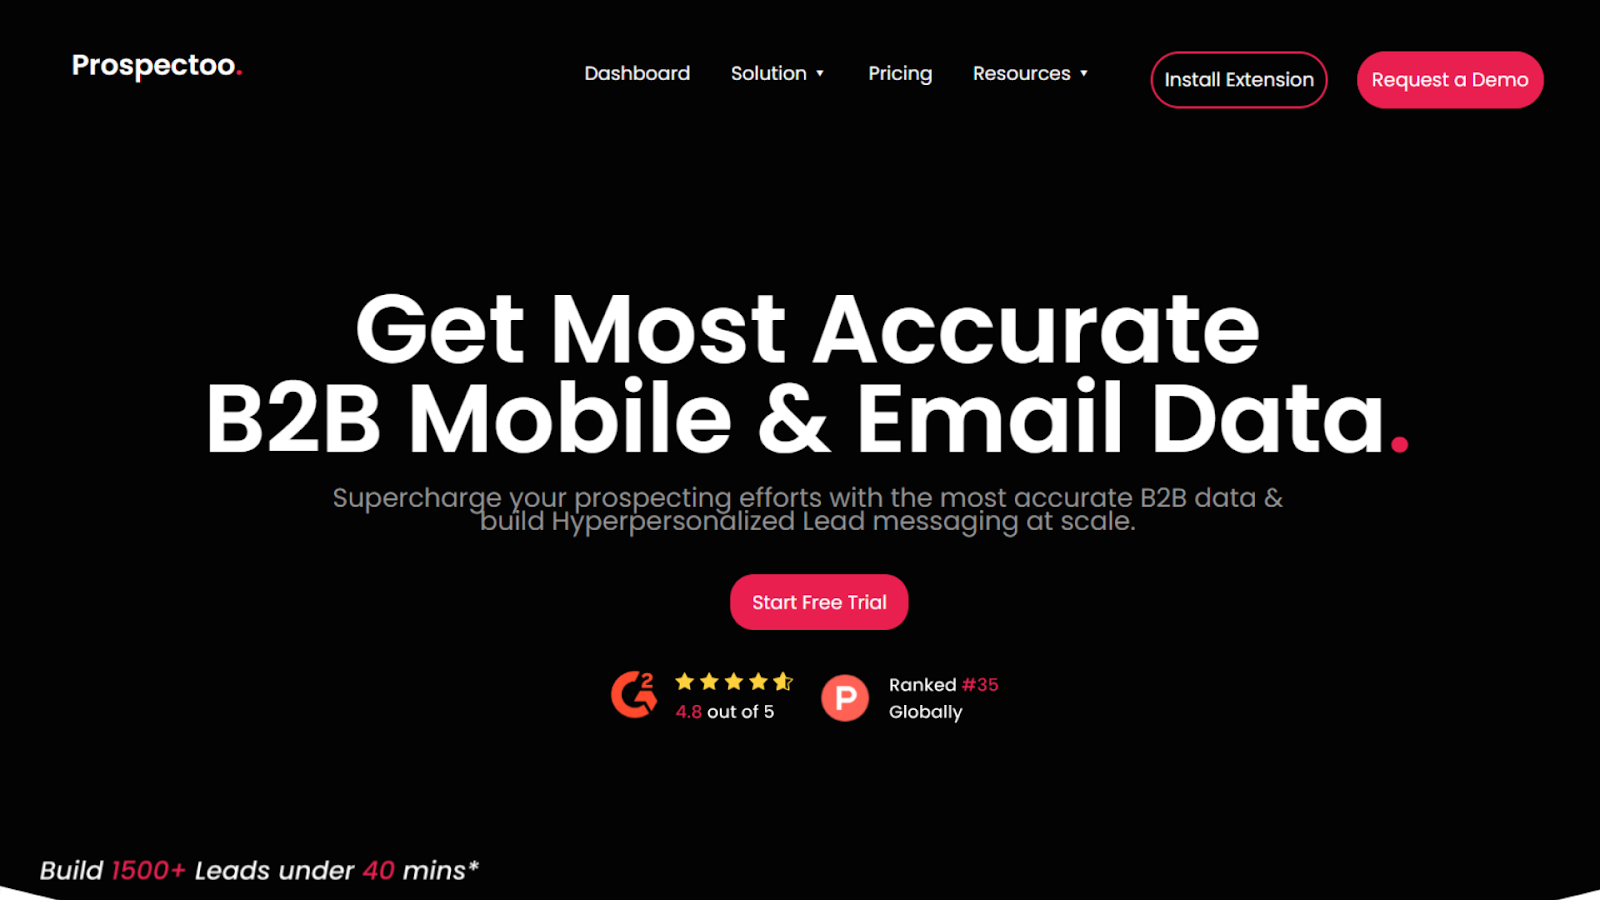 Prospectoo.
Dashboard
Solution
Pricing
Resources
Install Extension
Request a Demo
Get Most Accurate
B2B Mobile & Email Data.
Supercharge your prospecting efforts with the most accurate B2B data &
build Hyperpersonalized Lead messaging at scale.
Start Free Trial
G2
4.8 out of 5
P
Ranked #35
Globally
Build 1500+ Leads under 40 mins*